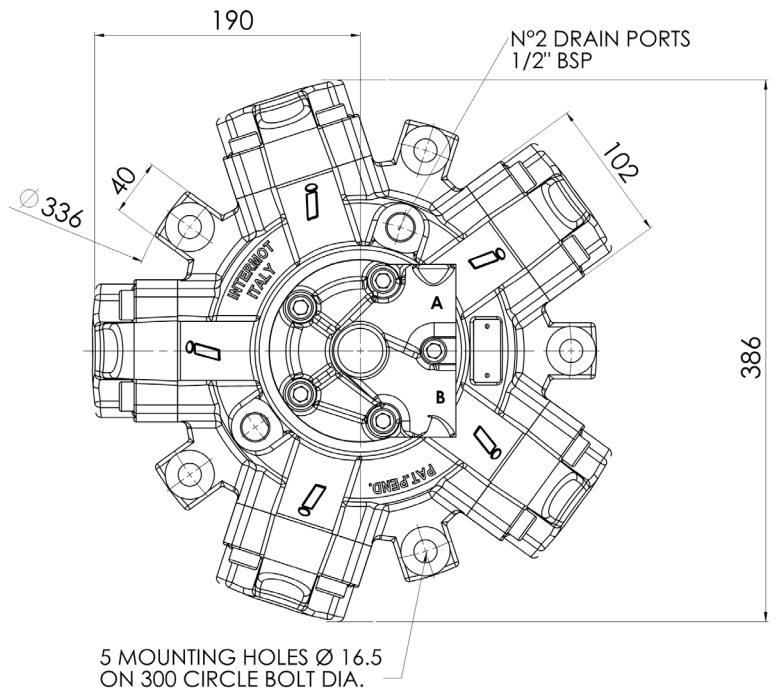 190
N°2 DRAIN PORTS
1/2" BSP
40
102
Ø 336
INTERMOT
ITALY
A
386
B
PAT.PEND.
5 MOUNTING HOLES Ø 16.5
ON 300 CIRCLE BOLT DIA.